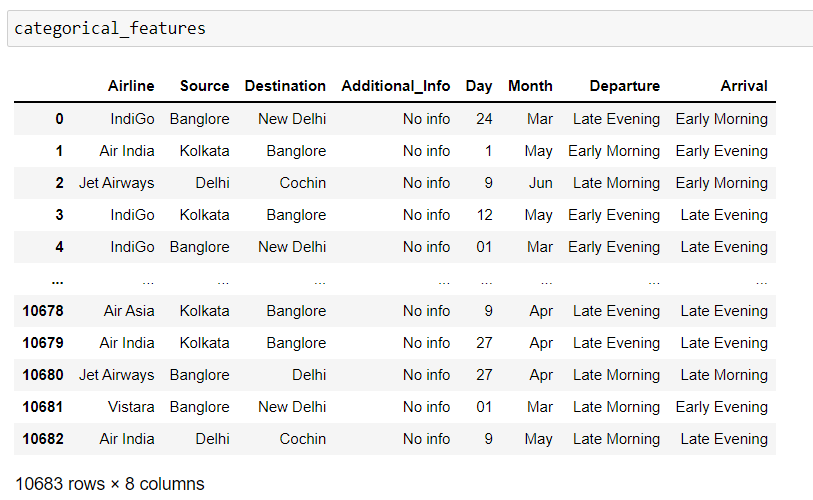 categorical_features
Airline Source Destination Additional_Info Day Month Departure Arrival
0 IndiGo Banglore New Delhi No info 24 Mar Late Evening Early Morning
1 Air India Kolkata Banglore No info 1 May Early Morning Early Evening
2 Jet Airways Delhi Cochin No info 9 Jun Late Morning Early Morning
3 IndiGo Kolkata Banglore No info 12 May Early Evening Late Evening
4 IndiGo Banglore New Delhi No info 01 Mar Early Evening Late Evening
... ... ... ... ... ... ... ... ...
10678 Air Asia Kolkata Banglore No info 9 Apr Late Evening Late Evening
10679 Air India Kolkata Banglore No info 27 Apr Late Evening Late Evening
10680 Jet Airways Banglore Delhi No info 27 Apr Late Morning Late Morning
10681 Vistara Banglore New Delhi No info 01 Mar Late Morning Early Evening
10682 Air India Delhi Cochin No info 9 May Late Morning Late Evening
10683 rows × 8 columns